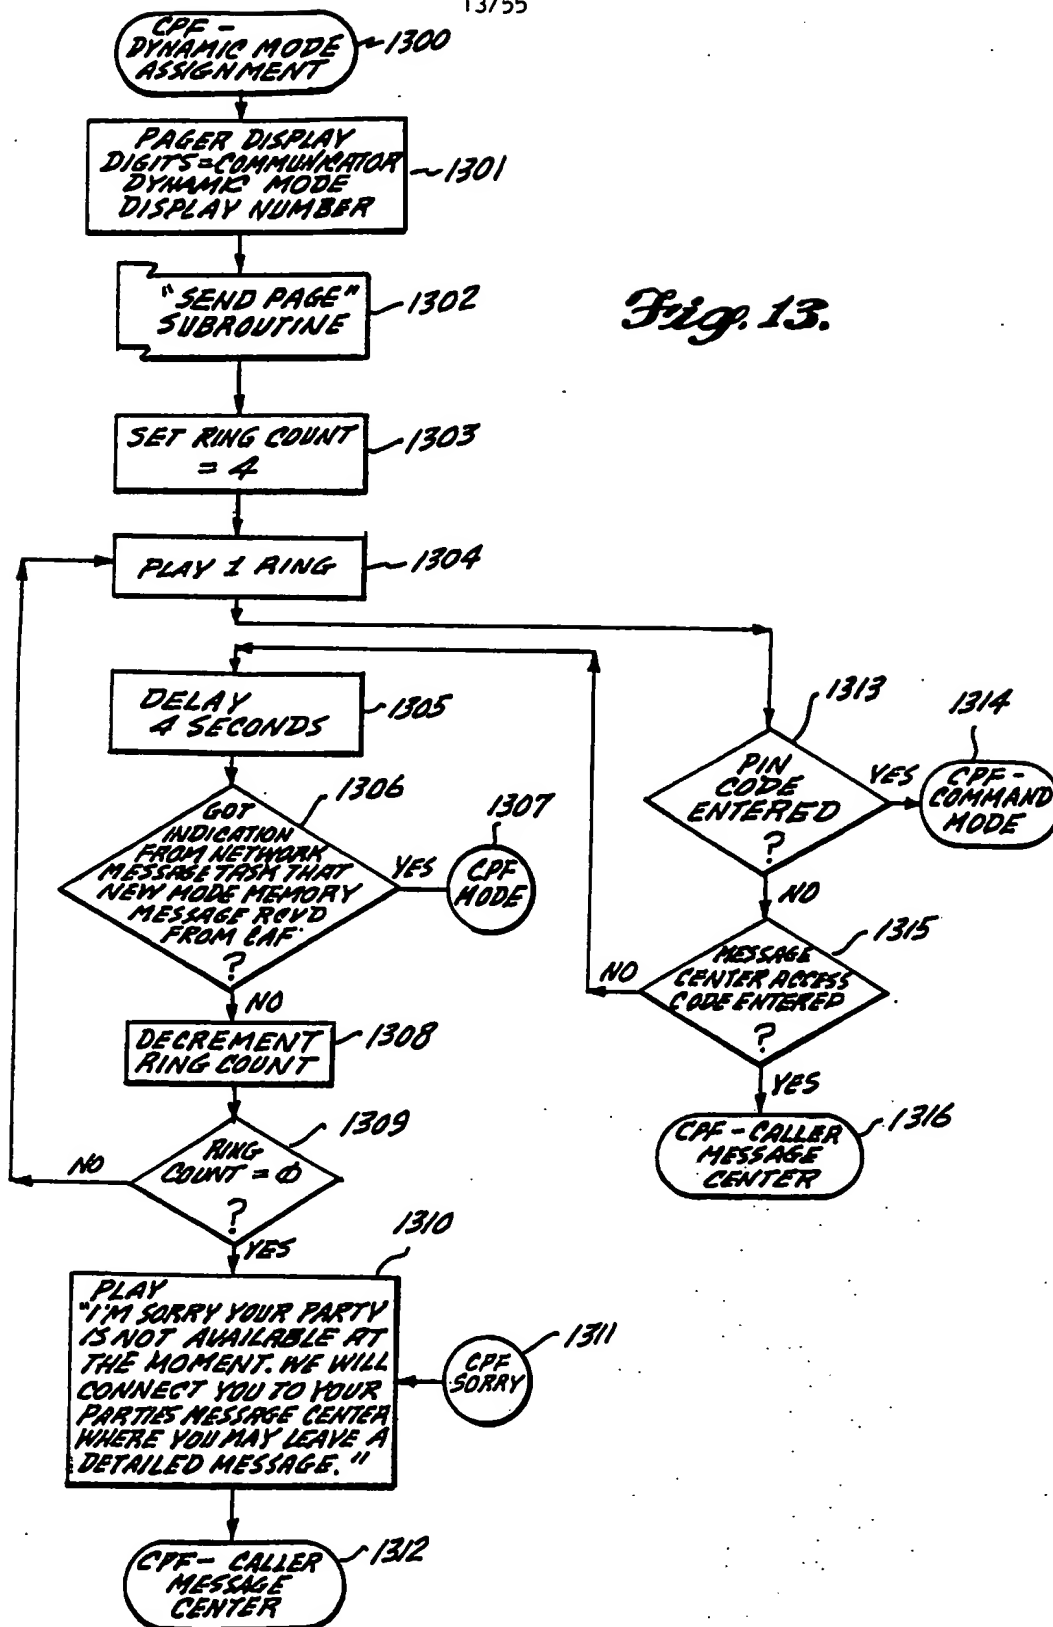 13/55
CPF -
DYNAMIC MODE
ASSIGNMENT
1300
PAGER DISPLAY
DIGITS = COMMUNICATOR
DYNAMIC MODE
DISPLAY NUMBER
1301
"SEND PAGE"
SUBROUTINE
1302
Fig. 13.
SET RING COUNT
= 4
1303
PLAY 1 RING
1304
DELAY
4 SECONDS
1305
GOT
INDICATION
FROM NETWORK
MESSAGE TASK THAT
NEW MODE MEMORY
MESSAGE RCVD
FROM CAF
?
1306
YES
CPF
MODE
1307
NO
DECREMENT
RING COUNT
1308
RING
COUNT = 0
?
1309
NO
YES
PLAY
"I'M SORRY YOUR PARTY
IS NOT AVAILABLE AT
THE MOMENT. WE WILL
CONNECT YOU TO YOUR
PARTIES MESSAGE CENTER
WHERE YOU MAY LEAVE A
DETAILED MESSAGE."
1310
CPF
SORRY
1311
CPF - CALLER
MESSAGE
CENTER
1312
PIN
CODE
ENTERED
?
1313
YES
CPF -
COMMAND
MODE
1314
NO
MESSAGE
CENTER ACCESS
CODE ENTERED
?
1315
NO
YES
CPF - CALLER
MESSAGE
CENTER
1316